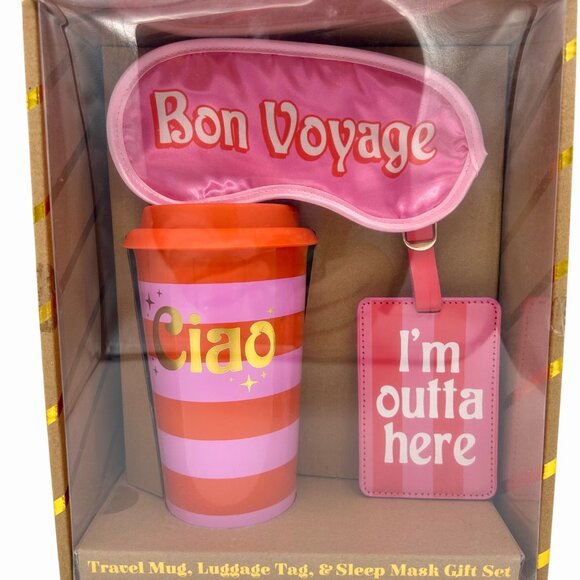 Bon Voyage
Ciao
I'm
outta
here
Travel Mug, Luggage Tag, & Sleep Mask Gift Set